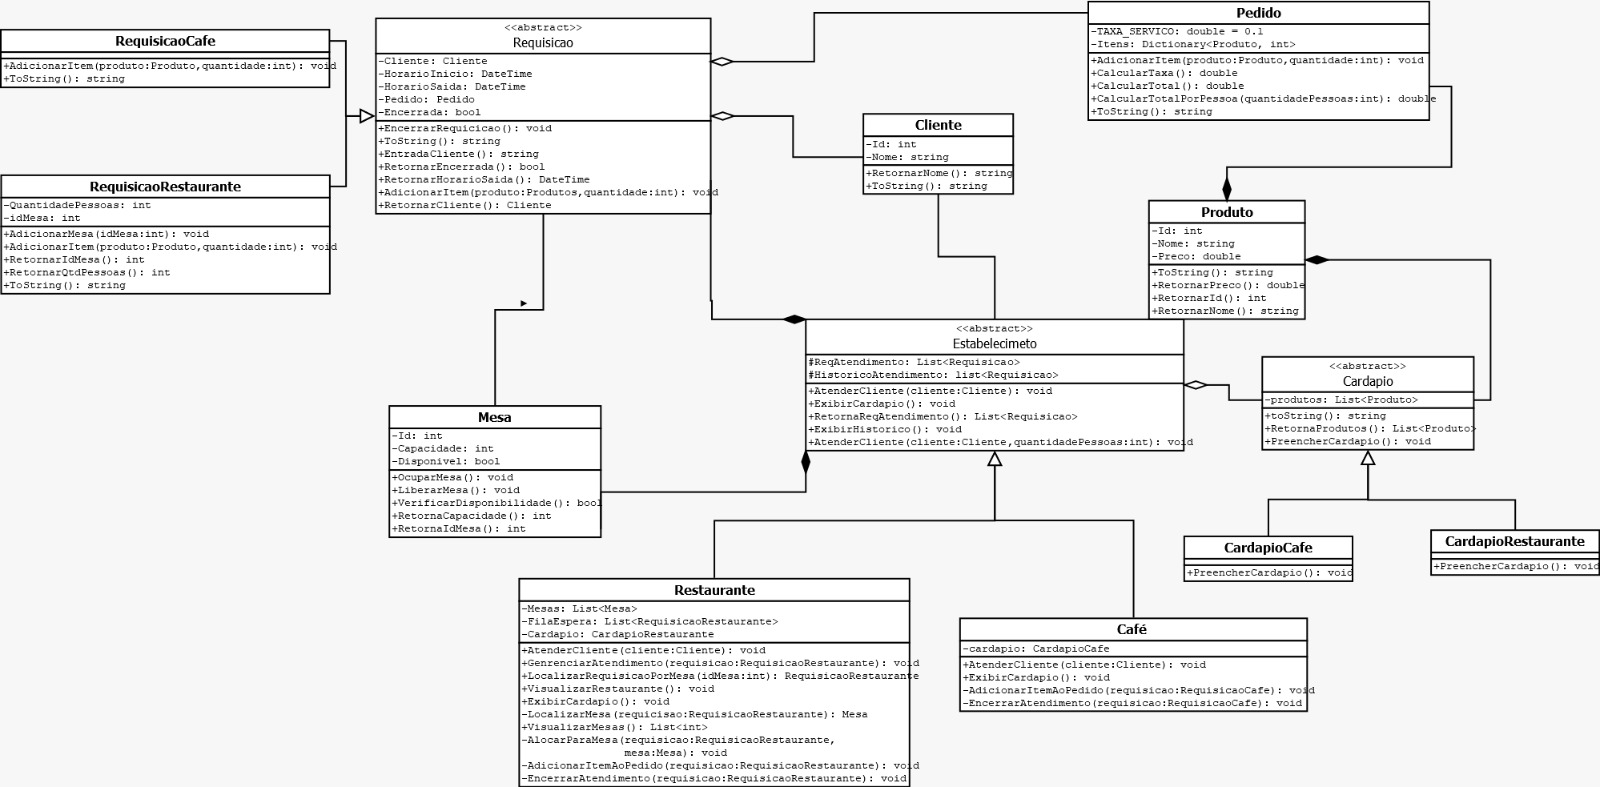 RequisicaoCafe
+AdicionarItem(produto:Produto,quantidade:int): void
+ToString(): string
RequisicaoRestaurante
-QuantidadePessoas: int
-idMesa: int
+AdicionarMesa(idMesa:int): void
+AdicionarItem(produto:Produto,quantidade:int): void
+RetornarIdMesa(): int
+RetornarQtdPessoas(): int
+ToString(): string
<<abstract>>
Requisicao
-Cliente: Cliente
-HorarioInicio: DateTime
-HorarioSaida: DateTime
-Pedido: Pedido
-Encerrada: bool
+EncerrarRequicicao(): void
+ToString(): string
+EntradaCliente(): string
+RetornarEncerrada(): bool
+RetornarHorarioSaida(): DateTime
+AdicionarItem(produto:Produtos,quantidade:int): void
+RetornarCliente(): Cliente
Pedido
-TAXA_SERVICO: double = 0.1
-Itens: Dictionary<Produto, int>
+AdicionarItem(produto:Produto,quantidade:int): void
+CalcularTaxa(): double
+CalcularTotal(): double
+CalcularTotalPorPessoa(quantidadePessoas:int): double
+ToString(): string
Cliente
-Id: int
-Nome: string
+RetornarNome(): string
+ToString(): string
Produto
-Id: int
-Nome: string
-Preco: double
+ToString(): string
+RetornarPreco(): double
+RetornarId(): int
+RetornarNome(): string
<<abstract>>
Estabelecimeto
#ReqAtendimento: List<Requisicao>
#HistoricoAtendimento: list<Requisicao>
+AtenderCliente(cliente:Cliente): void
+ExibirCardapio(): void
+RetornaReqAtendimento(): List<Requisicao>
+ExibirHistorico(): void
+AtenderCliente(cliente:Cliente,quantidadePessoas:int): void
<<abstract>>
Cardapio
-produtos: List<Produto>
+toString(): string
+RetornaProdutos(): List<Produto>
+PreencherCardapio(): void
Mesa
-Id: int
-Capacidade: int
-Disponivel: bool
+OcuparMesa(): void
+LiberarMesa(): void
+VerificarDisponibilidade(): bool
+RetornaCapacidade(): int
+RetornaIdMesa(): int
CardapioCafe
+PreencherCardapio(): void
CardapioRestaurante
+PreencherCardapio(): void
Restaurante
-Mesas: List<Mesa>
-FilaEspera: List<RequisicaoRestaurante>
-Cardapio: CardapioRestaurante
+AtenderCliente(cliente:Cliente): void
+GenrenciarAtendimento(requisicao:RequisicaoRestaurante): void
+LocalizarRequisicaoPorMesa(idMesa:int): RequisicaoRestaurante
+VisualizarRestaurante(): void
+ExibirCardapio(): void
-LocalizarMesa(requicisao:RequisicaoRestaurante): Mesa
+VisualizarMesas(): List<int>
-AlocarParaMesa(requisicao:RequisicaoRestaurante,
mesa:Mesa): void
-AdicionarItemAoPedido(requisicao:RequisicaoRestaurante): void
-EncerrarAtendimento(requisicao:RequisicaoRestaurante): void
Café
-cardapio: CardapioCafe
+AtenderCliente(cliente:Cliente): void
+ExibirCardapio(): void
-AdicionarItemAoPedido(requisicao:RequisicaoCafe): void
-EncerrarAtendimento(requisicao:RequisicaoCafe): void